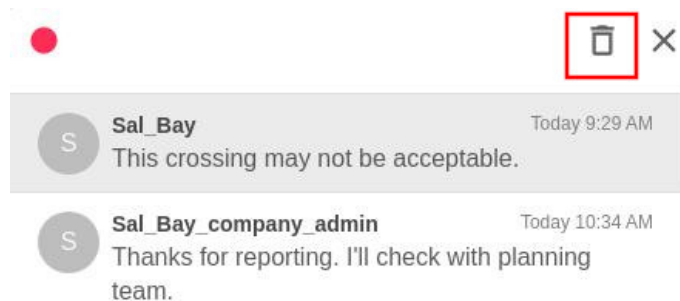 S
Sal_Bay
Today 9:29 AM
This crossing may not be acceptable.
S
Sal_Bay_company_admin
Today 10:34 AM
Thanks for reporting. I'll check with planning
team.